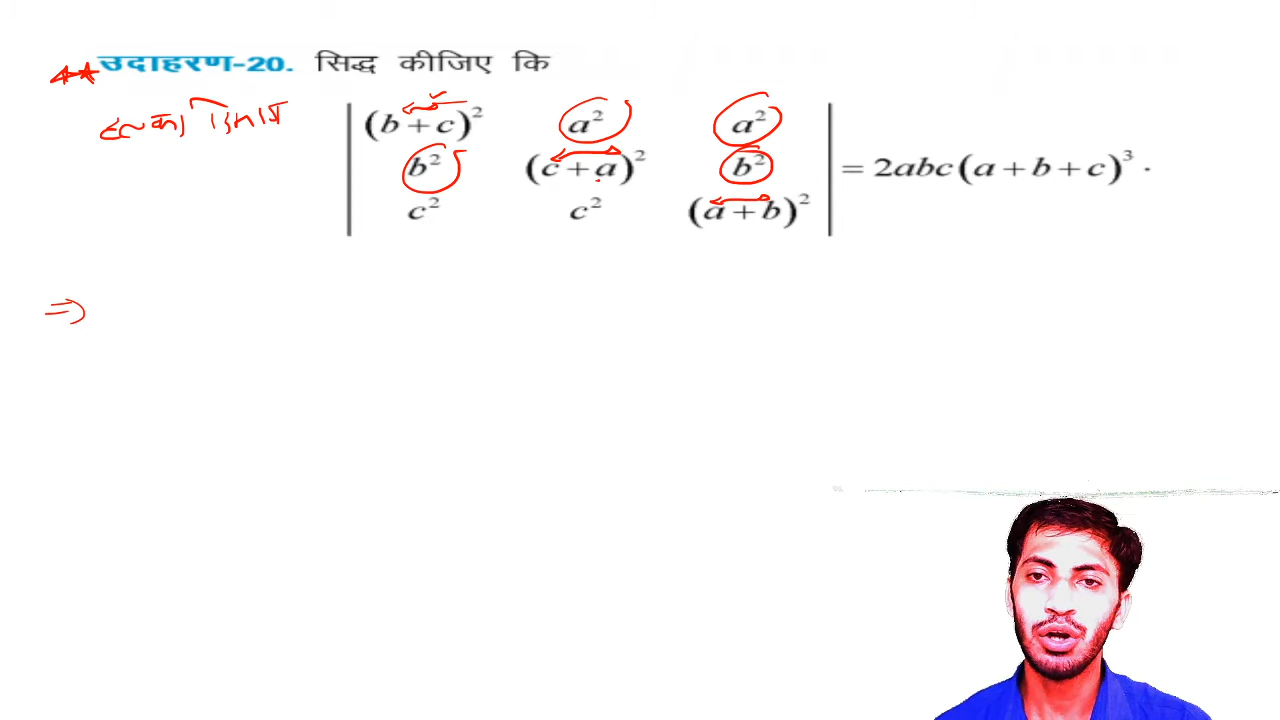 उदाहरण-20. सिद्ध कीजिए कि
| (b + c)² a² a² |
| b² (c + a)² b² | = 2abc(a + b + c)³ ·
| c² c² (a + b)² |
⇒